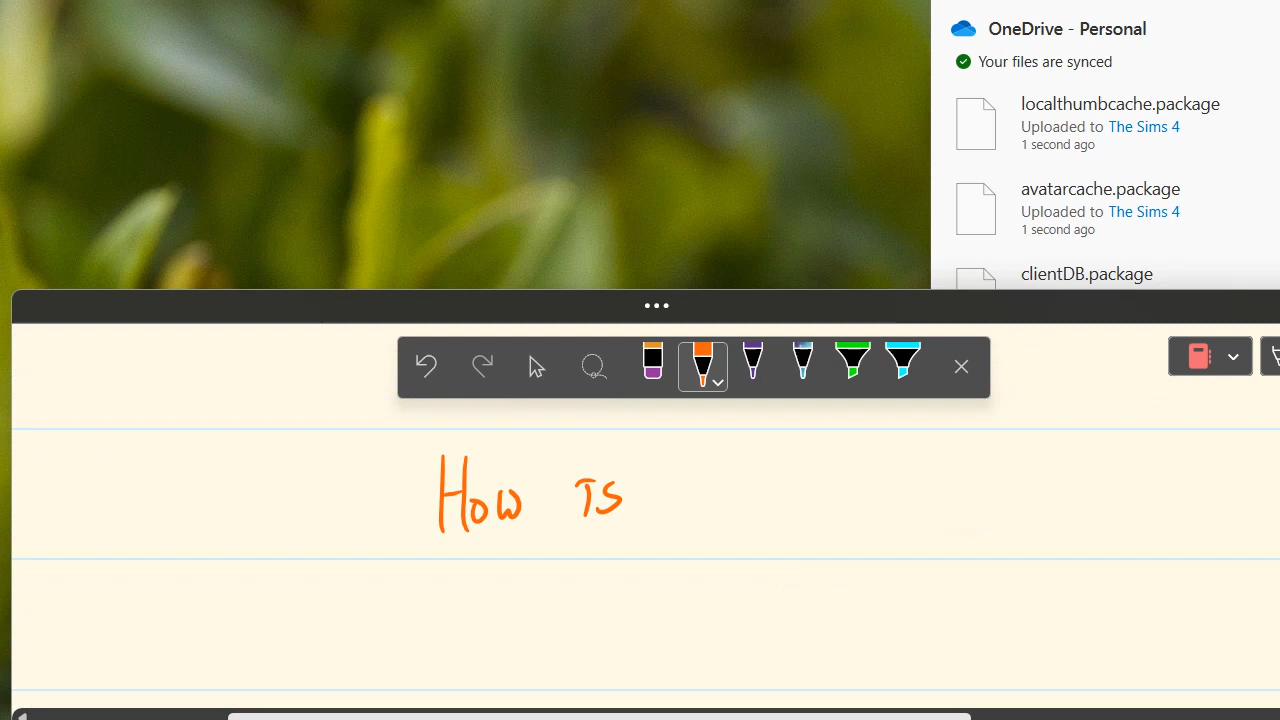 OneDrive - Personal
Your files are synced
localthumbcache.package
Uploaded to The Sims 4
1 second ago
avatarcache.package
Uploaded to The Sims 4
1 second ago
clientDB.package
How is